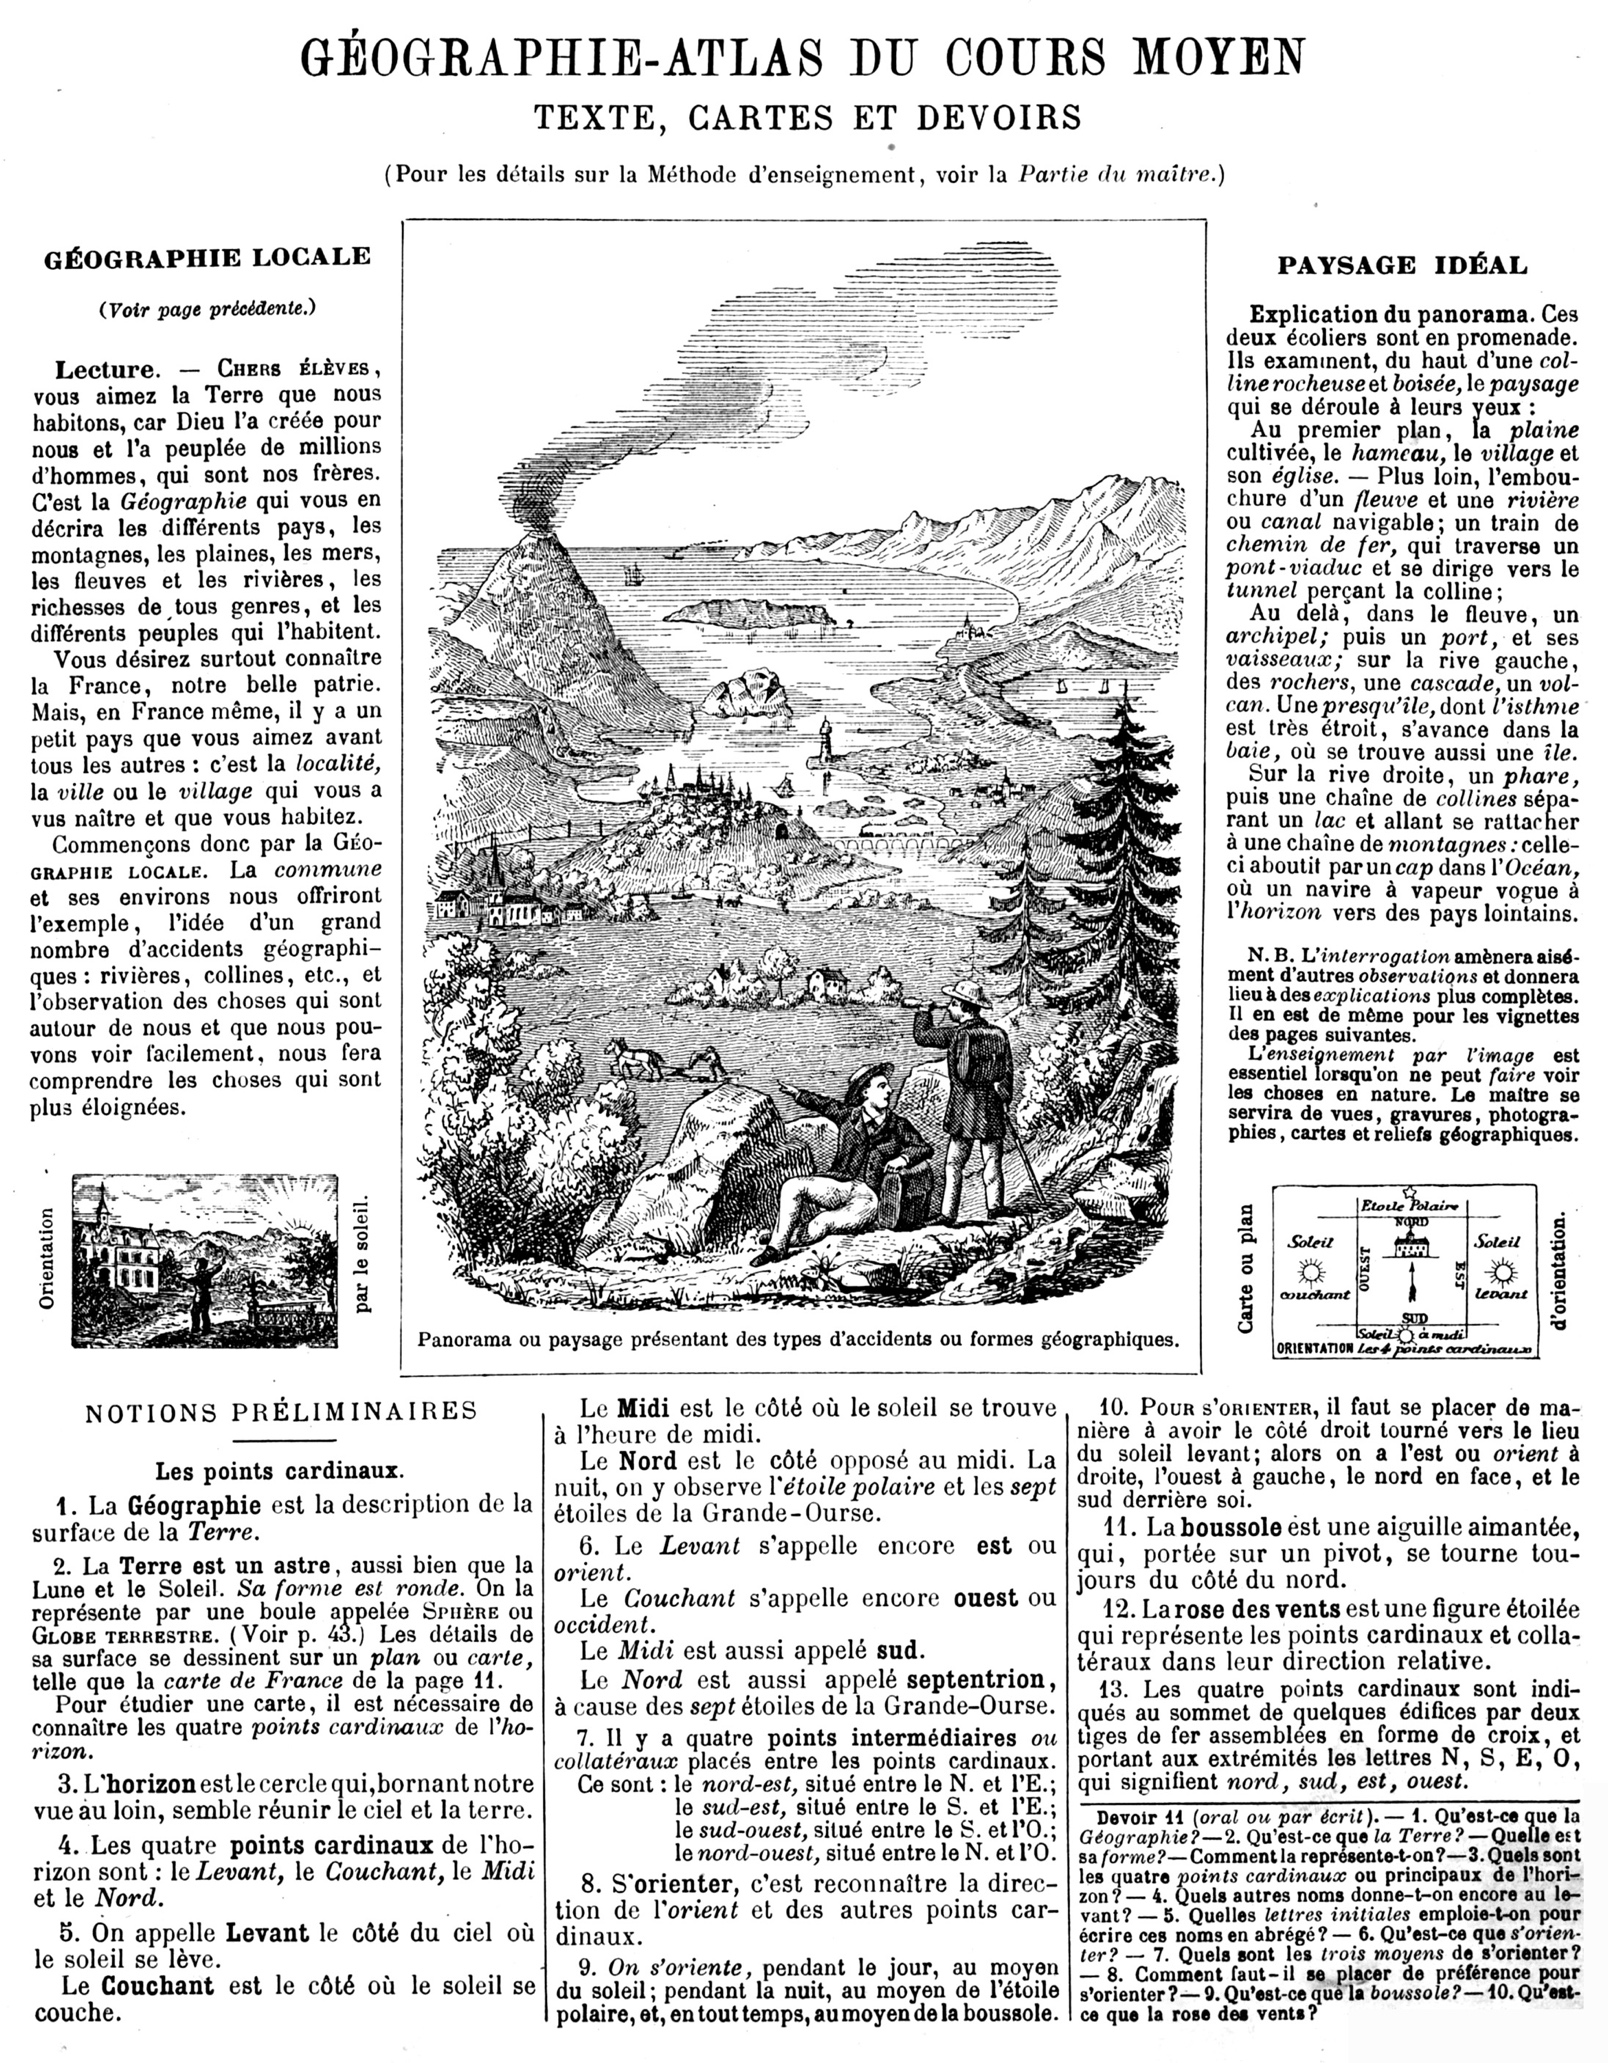 GÉOGRAPHIE-ATLAS DU COURS MOYEN
TEXTE, CARTES ET DEVOIRS
(Pour les détails sur la Méthode d'enseignement, voir la Partie du maître.)
GÉOGRAPHIE LOCALE
(Voir page précédente.)
Lecture. — CHERS ÉLÈVES,
vous aimez la Terre que nous
habitons, car Dieu l'a créée pour
nous et l'a peuplée de millions
d'hommes, qui sont nos frères.
C'est la Géographie qui vous en
décrira les différents pays, les
montagnes, les plaines, les mers,
les fleuves et les rivières, les
richesses de tous genres, et les
différents peuples qui l'habitent.
Vous désirez surtout connaître
la France, notre belle patrie.
Mais, en France même, il y a un
petit pays que vous aimez avant
tous les autres : c'est la localité,
la ville ou le village qui vous a
vus naître et que vous habitez.
Commençons donc par la GÉO-
GRAPHIE LOCALE. La commune
et ses environs nous offriront
l'exemple, l'idée d'un grand
nombre d'accidents géographi-
ques : rivières, collines, etc., et
l'observation des choses qui sont
autour de nous et que nous pou-
vons voir facilement, nous fera
comprendre les choses qui sont
plus éloignées.
Orientation
par le soleil.
Panorama ou paysage présentant des types d'accidents ou formes géographiques.
PAYSAGE IDÉAL
Explication du panorama. Ces
deux écoliers sont en promenade.
Ils examinent, du haut d'une col-
line rocheuse et boisée, le paysage
qui se déroule à leurs yeux :
Au premier plan, la plaine
cultivée, le hameau, le village et
son église. — Plus loin, l'embou-
chure d'un fleuve et une rivière
ou canal navigable; un train de
chemin de fer, qui traverse un
pont-viaduc et se dirige vers le
tunnel perçant la colline;
Au delà, dans le fleuve, un
archipel; puis un port, et ses
vaisseaux; sur la rive gauche,
des rochers, une cascade, un vol-
can. Une presqu'île, dont l'isthme
est très étroit, s'avance dans la
baie, où se trouve aussi une île.
Sur la rive droite, un phare,
puis une chaîne de collines sépa-
rant un lac et allant se rattacher
à une chaîne de montagnes : celle-
ci aboutit par un cap dans l'Océan,
où un navire à vapeur vogue à
l'horizon vers des pays lointains.
N. B. L'interrogation amènera aisé-
ment d'autres observations et donnera
lieu à des explications plus complètes.
Il en est de même pour les vignettes
des pages suivantes.
L'enseignement par l'image est
essentiel lorsqu'on ne peut faire voir
les choses en nature. Le maître se
servira de vues, gravures, photogra-
phies, cartes et reliefs géographiques.
Carte ou plan
d'orientation.
Etoile Polaire
NORD
Soleil
couchant
OUEST
EST
Soleil
levant
SUD
Soleil à midi
ORIENTATION Les 4 points cardinaux
NOTIONS PRÉLIMINAIRES
Les points cardinaux.
1. La Géographie est la description de la
surface de la Terre.
2. La Terre est un astre, aussi bien que la
Lune et le Soleil. Sa forme est ronde. On la
représente par une boule appelée SPHÈRE ou
GLOBE TERRESTRE. (Voir p. 43.) Les détails de
sa surface se dessinent sur un plan ou carte,
telle que la carte de France de la page 11.
Pour étudier une carte, il est nécessaire de
connaître les quatre points cardinaux de l'ho-
rizon.
3. L'horizon est le cercle qui, bornant notre
vue au loin, semble réunir le ciel et la terre.
4. Les quatre points cardinaux de l'ho-
rizon sont : le Levant, le Couchant, le Midi
et le Nord.
5. On appelle Levant le côté du ciel où
le soleil se lève.
Le Couchant est le côté où le soleil se
couche.
Le Midi est le côté où le soleil se trouve
à l'heure de midi.
Le Nord est le côté opposé au midi. La
nuit, on y observe l'étoile polaire et les sept
étoiles de la Grande-Ourse.
6. Le Levant s'appelle encore est ou
orient.
Le Couchant s'appelle encore ouest ou
occident.
Le Midi est aussi appelé sud.
Le Nord est aussi appelé septentrion,
à cause des sept étoiles de la Grande-Ourse.
7. Il y a quatre points intermédiaires ou
collatéraux placés entre les points cardinaux.
Ce sont : le nord-est, situé entre le N. et l'E.;
le sud-est, situé entre le S. et l'E.;
le sud-ouest, situé entre le S. et l'O.;
le nord-ouest, situé entre le N. et l'O.
8. S'orienter, c'est reconnaître la direc-
tion de l'orient et des autres points car-
dinaux.
9. On s'oriente, pendant le jour, au moyen
du soleil; pendant la nuit, au moyen de l'étoile
polaire, et, en tout temps, au moyen de la boussole.
10. POUR S'ORIENTER, il faut se placer de ma-
nière à avoir le côté droit tourné vers le lieu
du soleil levant; alors on a l'est ou orient à
droite, l'ouest à gauche, le nord en face, et le
sud derrière soi.
11. La boussole est une aiguille aimantée,
qui, portée sur un pivot, se tourne tou-
jours du côté du nord.
12. La rose des vents est une figure étoilée
qui représente les points cardinaux et colla-
téraux dans leur direction relative.
13. Les quatre points cardinaux sont indi-
qués au sommet de quelques édifices par deux
tiges de fer assemblées en forme de croix, et
portant aux extrémités les lettres N, S, E, O,
qui signifient nord, sud, est, ouest.
Devoir 11 (oral ou par écrit). — 1. Qu'est-ce que la
Géographie? — 2. Qu'est-ce que la Terre? — Quelle est
sa forme? — Comment la représente-t-on? — 3. Quels sont
les quatre points cardinaux ou principaux de l'hori-
zon? — 4. Quels autres noms donne-t-on encore au le-
vant? — 5. Quelles lettres initiales emploie-t-on pour
écrire ces noms en abrégé? — 6. Qu'est-ce que s'orien-
ter? — 7. Quels sont les trois moyens de s'orienter?
— 8. Comment faut-il se placer de préférence pour
s'orienter? — 9. Qu'est-ce que la boussole? — 10. Qu'est-
ce que la rose des vents?